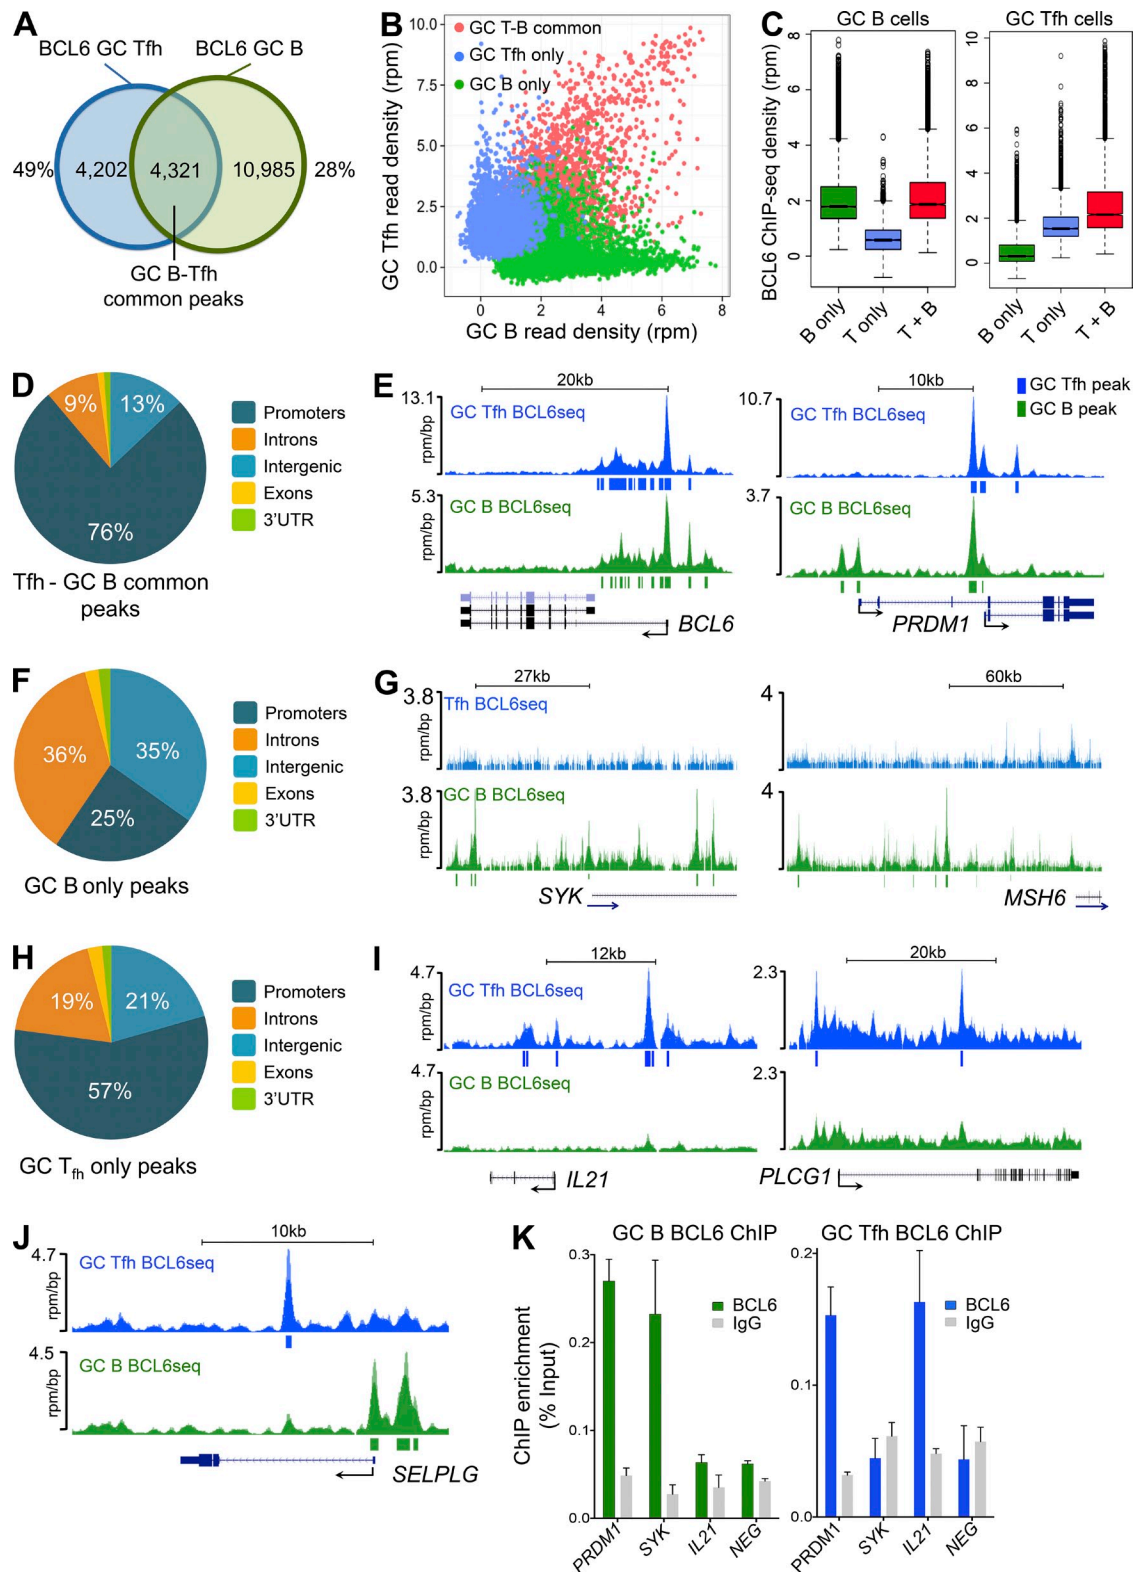 A
BCL6 GC Tfh
BCL6 GC B
49%
4,202
4,321
10,985
28%
GC B-Tfh
common peaks
B
GC Tfh read density (rpm)
10.0
7.5
5.0
2.5
0.0
GC T-B common
GC Tfh only
GC B only
0 2 4 6 8
GC B read density (rpm)
C
GC B cells
GC Tfh cells
BCL6 ChIP-seq density (rpm)
8
6
4
2
0
10
8
6
4
2
0
B only
T only
T + B
B only
T only
T + B
D
9%
13%
76%
Promoters
Introns
Intergenic
Exons
3'UTR
Tfh - GC B common
peaks
E
20kb
13.1
rpm/bp
GC Tfh BCL6seq
5.3
rpm/bp
GC B BCL6seq
BCL6
10kb
10.7
GC Tfh BCL6seq
3.7
GC B BCL6seq
PRDM1
GC Tfh peak
GC B peak
F
36%
35%
25%
Promoters
Introns
Intergenic
Exons
3'UTR
GC B only peaks
G
27kb
3.8
rpm/bp
Tfh BCL6seq
3.8
rpm/bp
GC B BCL6seq
SYK
60kb
4
4
MSH6
H
19%
21%
57%
Promoters
Introns
Intergenic
Exons
3'UTR
GC Tfh only peaks
I
12kb
4.7
rpm/bp
GC Tfh BCL6seq
4.7
rpm/bp
GC B BCL6seq
IL21
20kb
2.3
2.3
PLCG1
J
10kb
4.7
rpm/bp
GC Tfh BCL6seq
4.5
rpm/bp
GC B BCL6seq
SELPLG
K
GC B BCL6 ChIP
GC Tfh BCL6 ChIP
ChIP enrichment
(% Input)
0.3
0.2
0.1
0.0
BCL6
IgG
PRDM1
SYK
IL21
NEG
0.2
0.1
0.0
BCL6
IgG
PRDM1
SYK
IL21
NEG